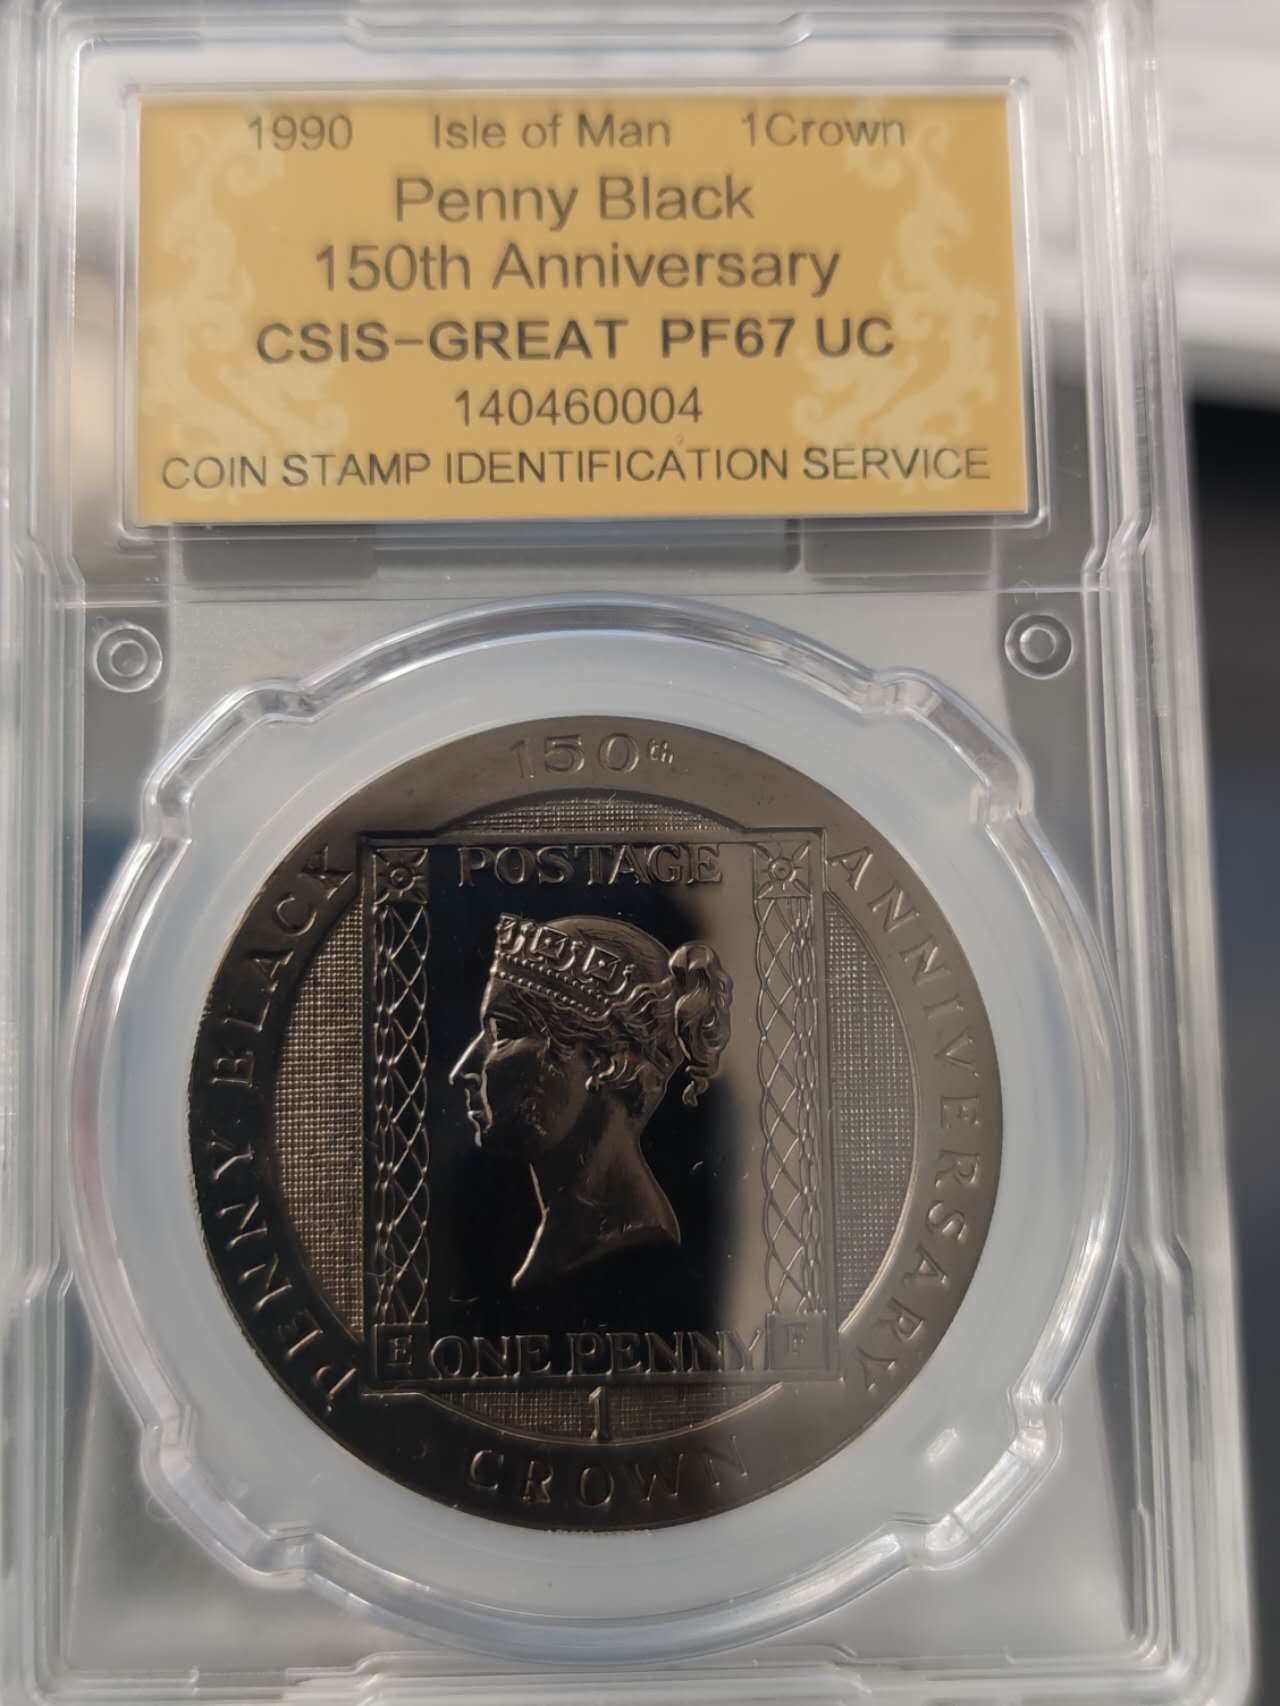 1990 Isle of Man 1Crown
Penny Black
150th Anniversary
CSIS-GREAT PF67 UC
140460004
COIN STAMP IDENTIFICATION SERVICE
150th
PENNY BLACK
ANNIVERSARY
POSTAGE
E ONE PENNY F
1
CROWN